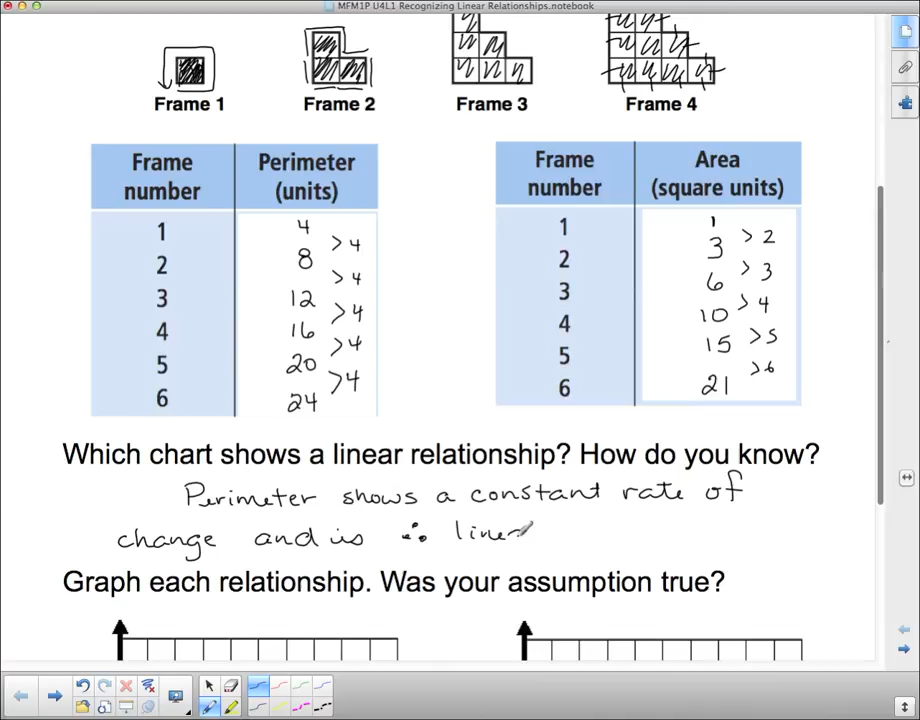 MFM1P U4L1 Recognizing Linear Relationships.notebook
Frame 1 Frame 2 Frame 3 Frame 4
Frame number Perimeter (units)
1 4
>4
2 8
>4
3 12
>4
4 16
>4
5 20
>4
6 24
Frame number Area (square units)
1 1
>2
2 3
>3
3 6
>4
4 10
>5
5 15
>6
6 21
Which chart shows a linear relationship? How do you know?
Perimeter shows a constant rate of
change and is ∴ linear
Graph each relationship. Was your assumption true?